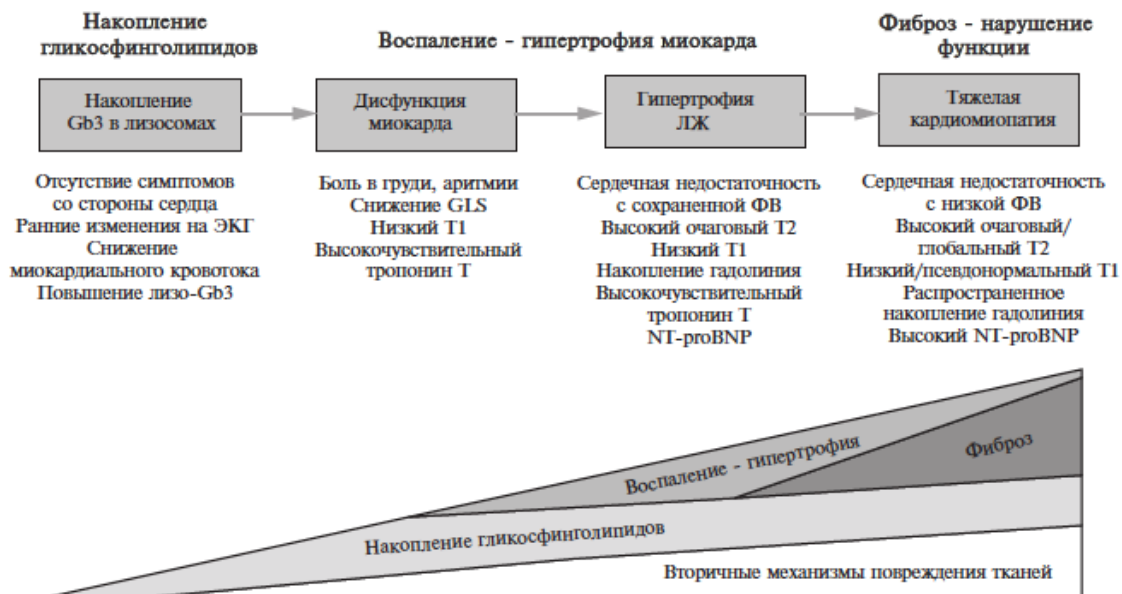 Накопление
гликосфинголипидов
Воспаление - гипертрофия миокарда
Фиброз - нарушение
функции
Накопление
Gb3 в лизосомах
Дисфункция
миокарда
Гипертрофия
ЛЖ
Тяжелая
кардиомиопатия
Отсутствие симптомов
со стороны сердца
Ранние изменения на ЭКГ
Снижение
миокардиального кровотока
Повышение лизо-Gb3
Боль в груди, аритмии
Снижение GLS
Низкий T1
Высокочувствительный
тропонин T
Сердечная недостаточность
с сохраненной ФВ
Высокий очаговый T2
Низкий T1
Накопление гадолиния
Высокочувствительный
тропонин T
NT-proBNP
Сердечная недостаточность
с низкой ФВ
Высокий очаговый/
глобальный T2
Низкий/псевдонормальный T1
Распространенное
накопление гадолиния
Высокий NT-proBNP
Воспаление - гипертрофия
Фиброз
Накопление гликосфинголипидов
Вторичные механизмы повреждения тканей